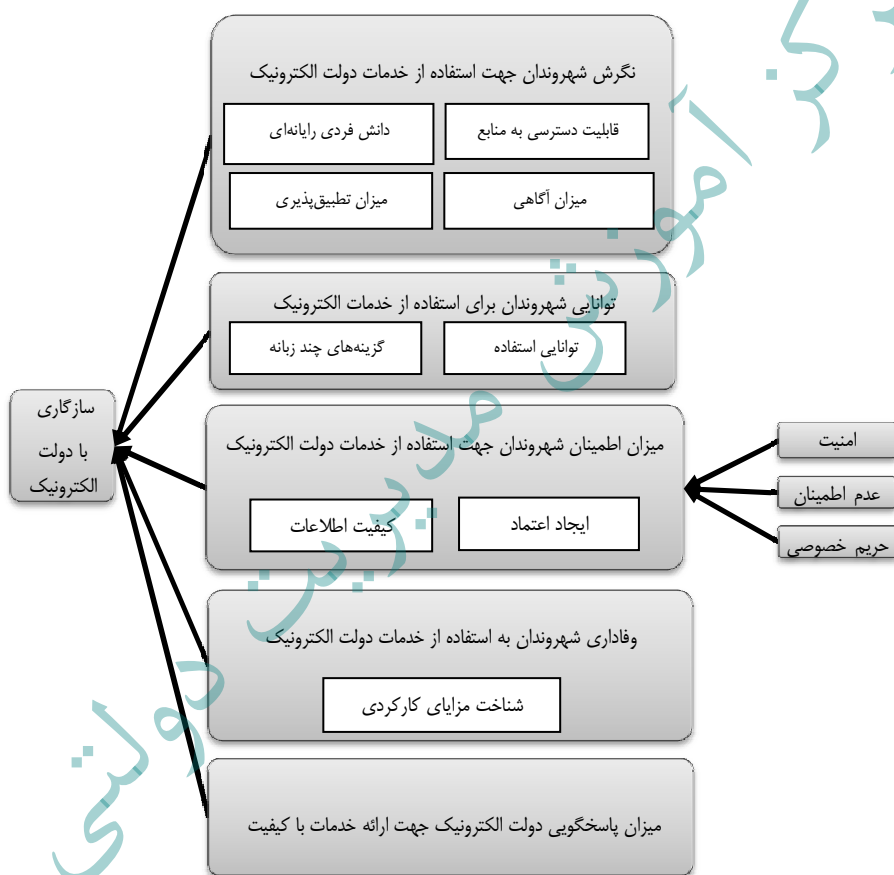 نگرش شهروندان جهت استفاده از خدمات دولت الکترونیک
قابلیت دسترسی به منابع
دانش فردی رایانه‌ای
میزان آگاهی
میزان تطبیق‌پذیری
توانایی شهروندان برای استفاده از خدمات الکترونیک
توانایی استفاده
گزینه‌های چند زبانه
میزان اطمینان شهروندان جهت استفاده از خدمات دولت الکترونیک
ایجاد اعتماد
کیفیت اطلاعات
امنیت
عدم اطمینان
حریم خصوصی
سازگاری
با دولت
الکترونیک
وفاداری شهروندان به استفاده از خدمات دولت الکترونیک
شناخت مزایای کارکردی
میزان پاسخگویی دولت الکترونیک جهت ارائه خدمات با کیفیت
کز آموزش مدیریت دولتی